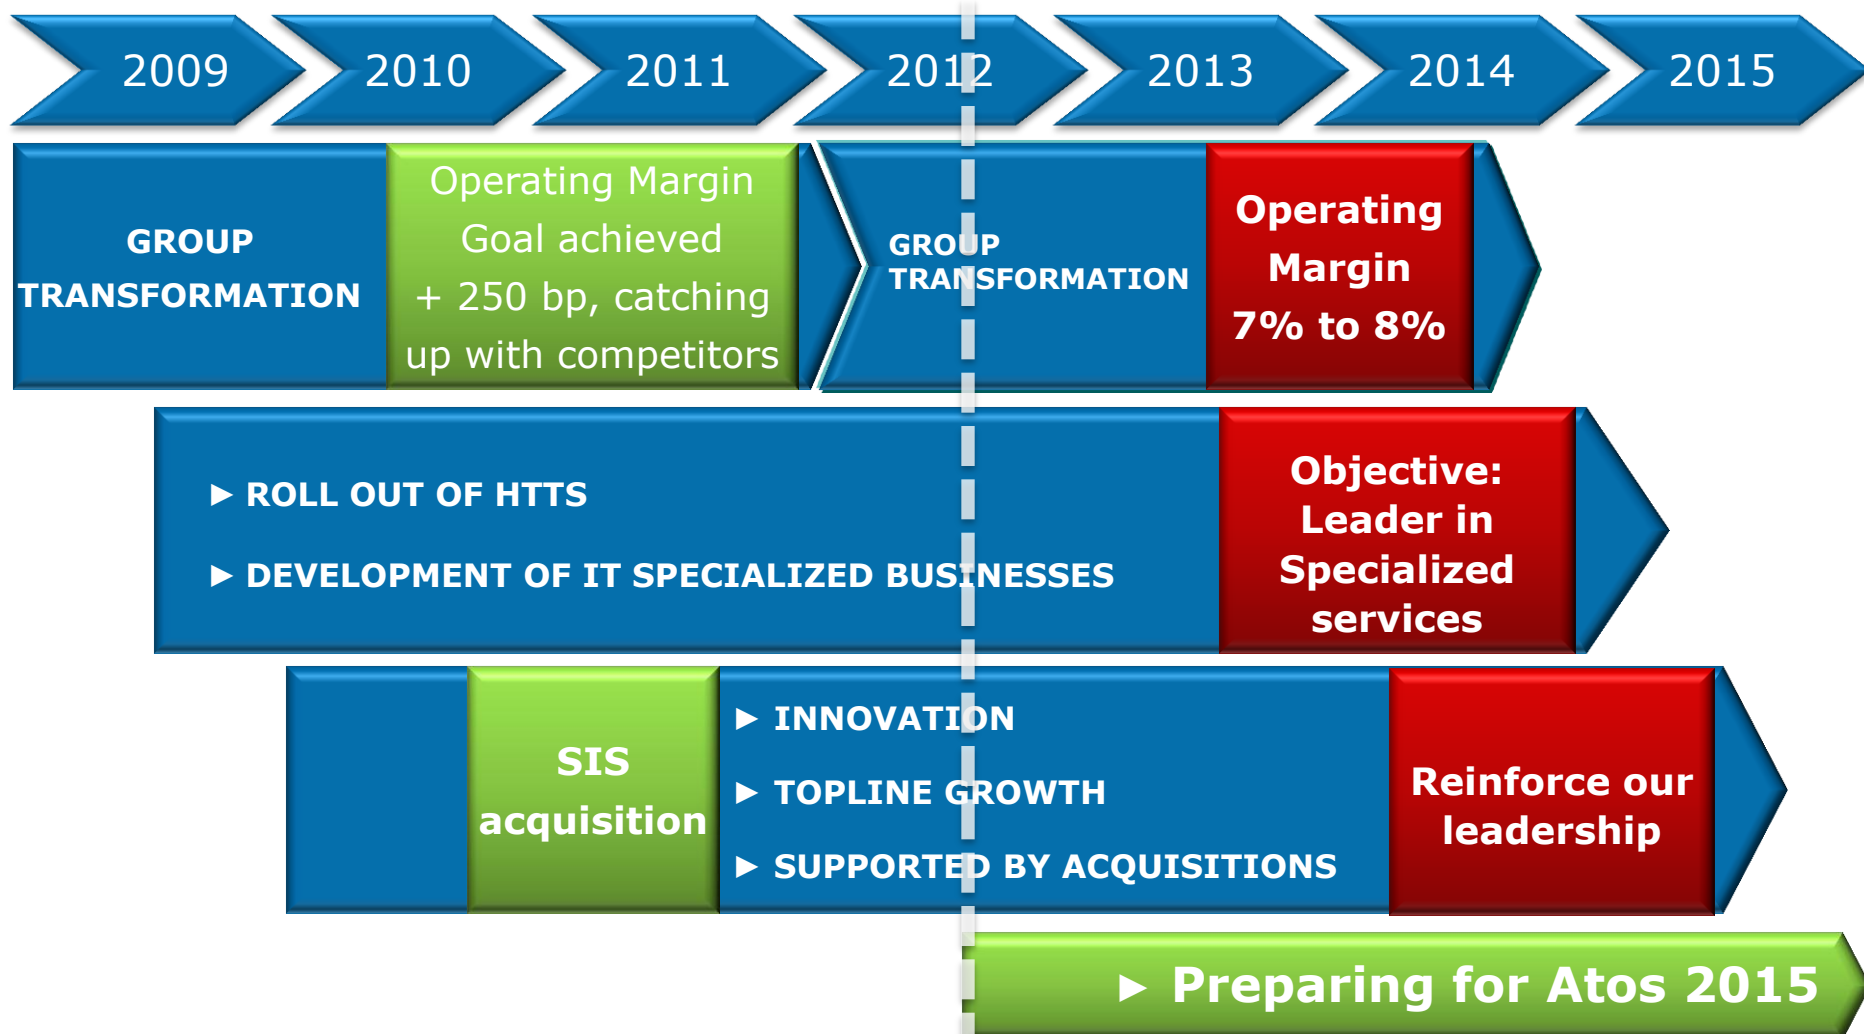 2009 2010 2011 2012 2013 2014 2015
GROUP
TRANSFORMATION
Operating Margin
Goal achieved
+ 250 bp, catching
up with competitors
GROUP
TRANSFORMATION
Operating
Margin
7% to 8%
► ROLL OUT OF HTTS
► DEVELOPMENT OF IT SPECIALIZED BUSINESSES
Objective:
Leader in
Specialized
services
SIS
acquisition
► INNOVATION
► TOPLINE GROWTH
► SUPPORTED BY ACQUISITIONS
Reinforce our
leadership
► Preparing for Atos 2015